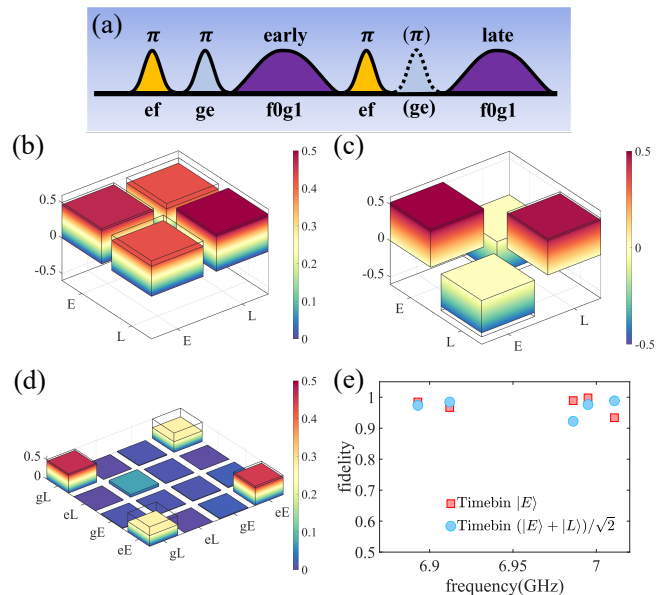 (a)
π π early π (π) late
ef ge f0g1 ef (ge) f0g1
(b)
0.5
0
-0.5
E
L
E
L
0.5
0.4
0.3
0.2
0.1
0
(c)
0.5
0
-0.5
E
L
E
L
0.5
0
-0.5
(d)
0.5
0
gL
eL
gE
eE
gL
eL
gE
eE
0.5
0.4
0.3
0.2
0.1
0
(e)
1
0.9
0.8
0.7
0.6
0.5
fidelity
Timebin |E⟩
Timebin (|E⟩ + |L⟩)/√2
6.9 6.95 7
frequency(GHz)